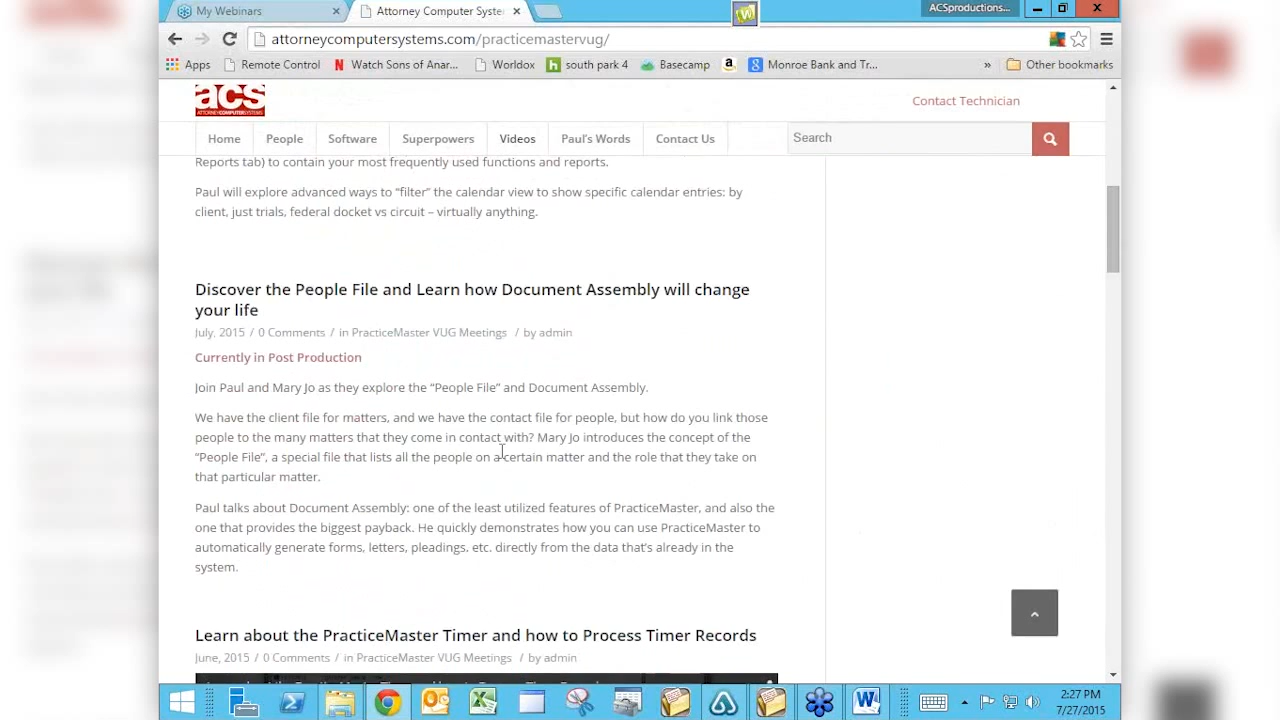 My Webinars
Attorney Computer Syste
ACSproductions...
attorneycomputersystems.com/practicemastervug/
Apps
Remote Control
Watch Sons of Anar...
Worldox
south park 4
Basecamp
Monroe Bank and Tr...
»
Other bookmarks
acs
ATTORNEYCOMPUTERSYSTEMS
Contact Technician
Home
People
Software
Superpowers
Videos
Paul's Words
Contact Us
Search
Reports tab) to contain your most frequently used functions and reports.
Paul will explore advanced ways to “filter” the calendar view to show specific calendar entries: by
client, just trials, federal docket vs circuit – virtually anything.
Discover the People File and Learn how Document Assembly will change
your life
July, 2015 / 0 Comments / in PracticeMaster VUG Meetings / by admin
Currently in Post Production
Join Paul and Mary Jo as they explore the “People File” and Document Assembly.
We have the client file for matters, and we have the contact file for people, but how do you link those
people to the many matters that they come in contact with? Mary Jo introduces the concept of the
“People File”, a special file that lists all the people on a certain matter and the role that they take on
that particular matter.
Paul talks about Document Assembly: one of the least utilized features of PracticeMaster, and also the
one that provides the biggest payback. He quickly demonstrates how you can use PracticeMaster to
automatically generate forms, letters, pleadings. etc. directly from the data that's already in the
system.
Learn about the PracticeMaster Timer and how to Process Timer Records
June, 2015 / 0 Comments / in PracticeMaster VUG Meetings / by admin
2:27 PM
7/27/2015